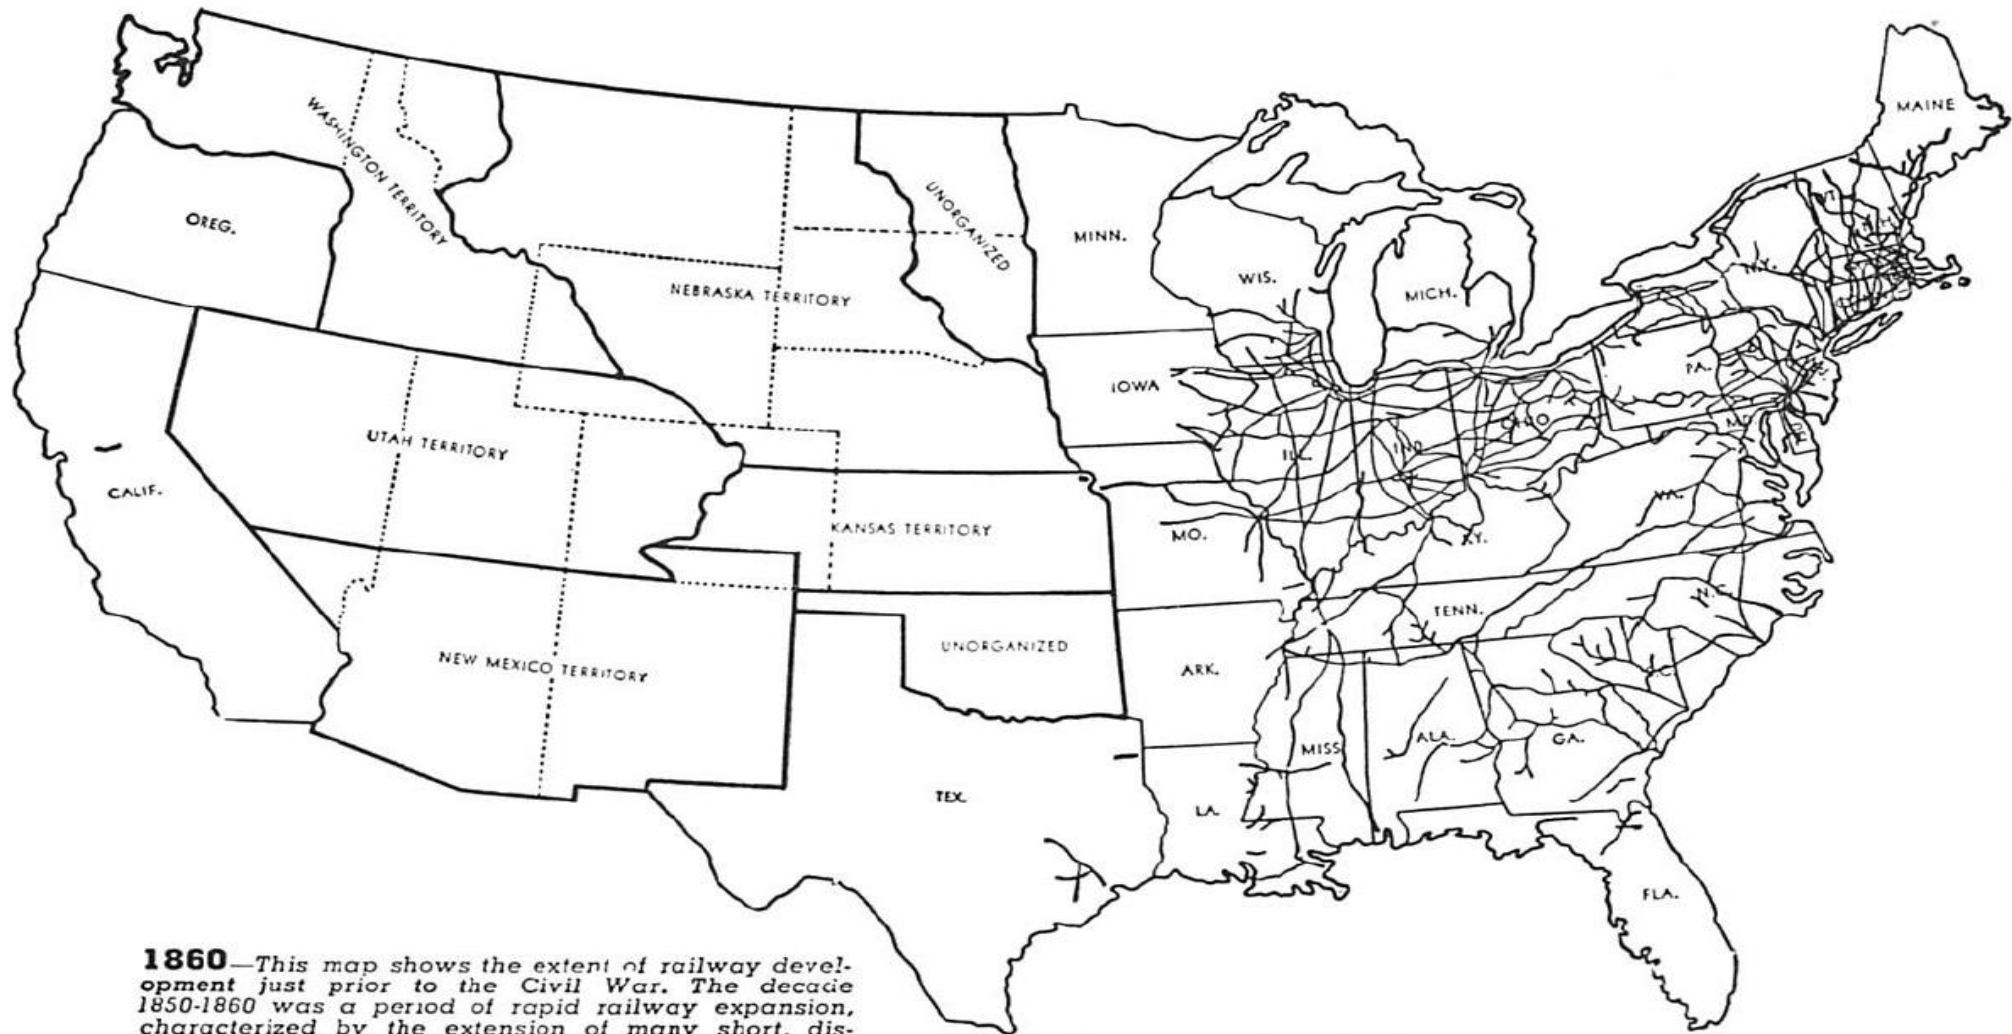 MAINE
WASHINGTON TERRITORY
OREG.
UNORGANIZED
MINN.
VT.
N.H.
N.Y.
WIS.
MICH.
NEBRASKA TERRITORY
IOWA
PA.
OHIO
UTAH TERRITORY
ILL.
IND.
MD.
DEL.
CALIF.
VA.
KANSAS TERRITORY
MO.
KY.
N.C.
TENN.
NEW MEXICO TERRITORY
UNORGANIZED
ARK.
S.C.
MISS.
ALA.
GA.
TEX.
LA.
FLA.
1860—This map shows the extent of railway devel-
opment just prior to the Civil War. The decade
1850-1860 was a period of rapid railway expansion,
characterized by the extension of many short, dis-